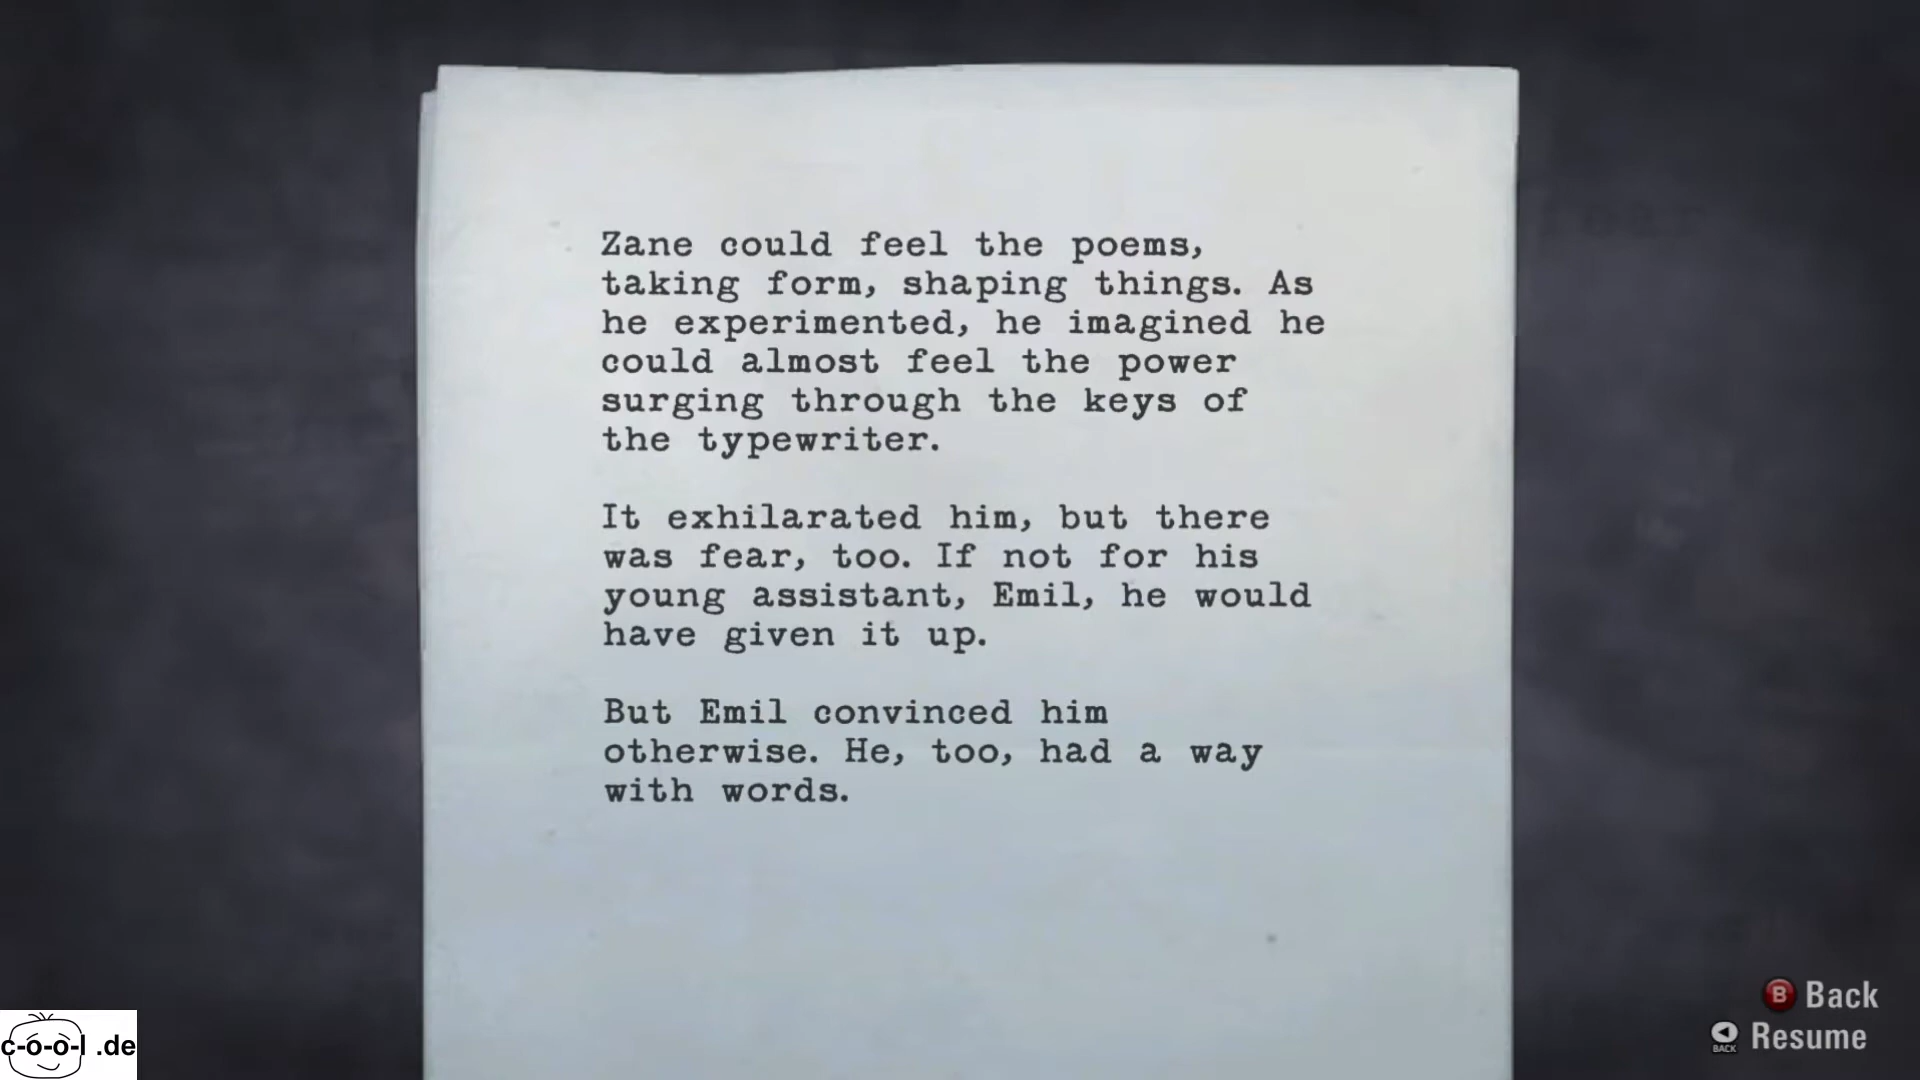 Zane could feel the poems,
taking form, shaping things. As
he experimented, he imagined he
could almost feel the power
surging through the keys of
the typewriter.
It exhilarated him, but there
was fear, too. If not for his
young assistant, Emil, he would
have given it up.
But Emil convinced him
otherwise. He, too, had a way
with words.
B Back
BACK Resume
c-o-o-l .de